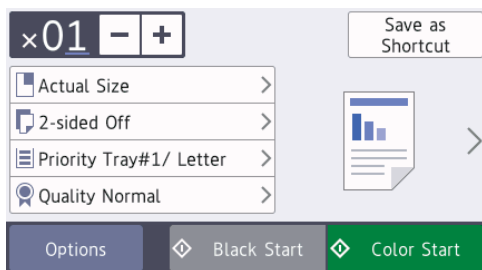 ×01 - +
Save as
Shortcut
Actual Size
2-sided Off
Priority Tray#1/ Letter
Quality Normal
Options
Black Start
Color Start